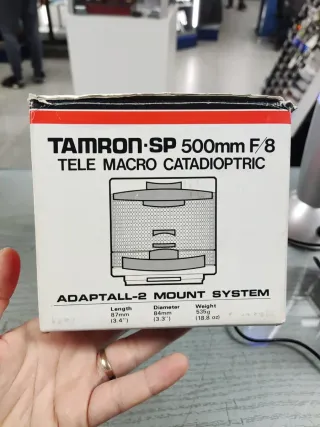 TAMRON•SP 500mm F/8
TELE MACRO CATADIOPTRIC
ADAPTALL-2 MOUNT SYSTEM
Length Diameter Weight
87mm 84mm 535g
(3.4") (3.3") (18.8 oz)